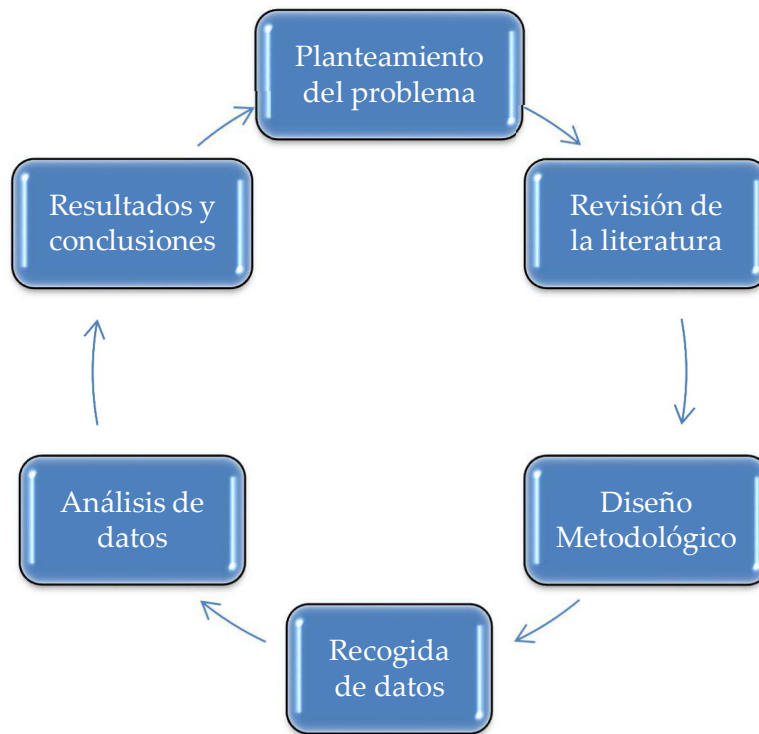 Planteamiento
del problema
Revisión de
la literatura
Diseño
Metodológico
Recogida
de datos
Análisis de
datos
Resultados y
conclusiones